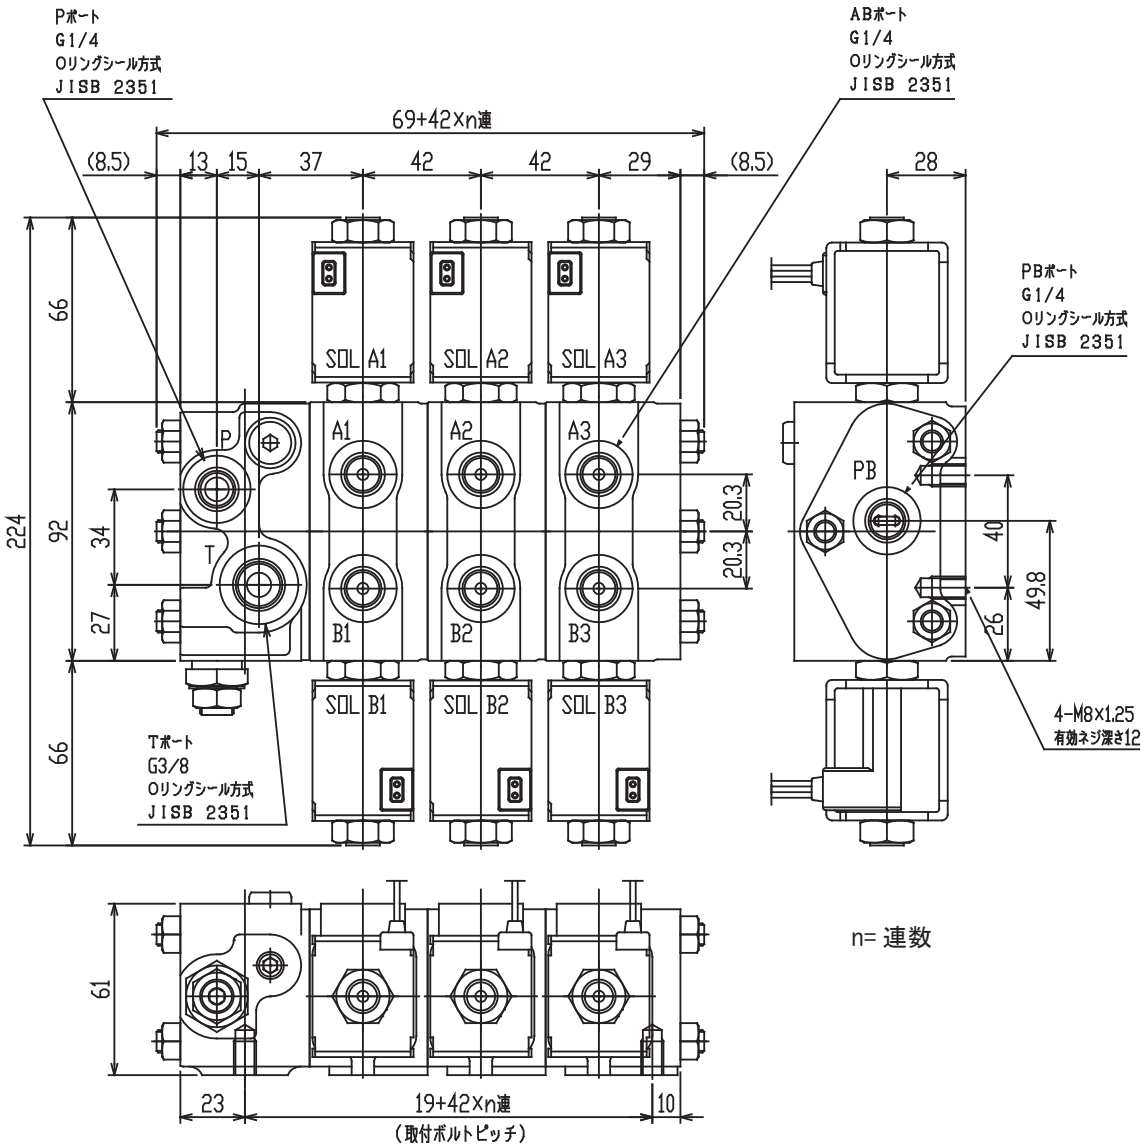 Pポート
G1/4
Oリングシール方式
JISB 2351
ABポート
G1/4
Oリングシール方式
JISB 2351
69+42×n連
(8.5)
13
15
37
42
42
29
(8.5)
28
PBポート
G1/4
Oリングシール方式
JISB 2351
66
SOL A1
SOL A2
SOL A3
P
A1
A2
A3
PB
224
92
34
20.3
40
T
20.3
49.8
27
26
B1
B2
B3
SOL B1
SOL B2
SOL B3
66
4-M8×1.25
有効ネジ深さ12
Tポート
G3/8
Oリングシール方式
JISB 2351
n= 連数
61
23
19+42×n連
10
(取付ボルトピッチ)